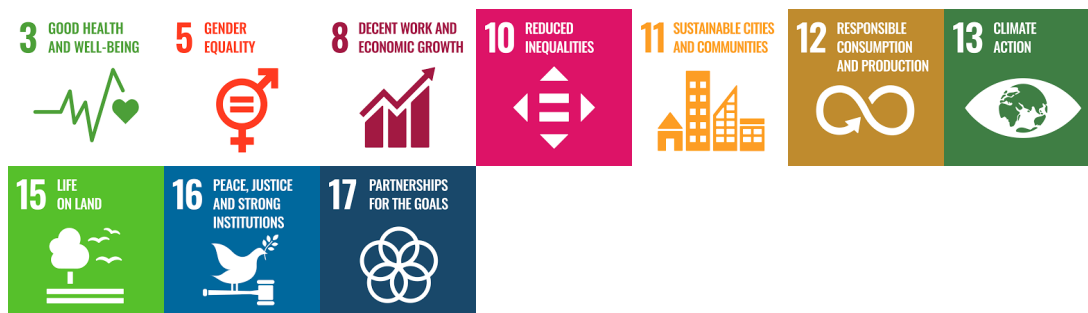 3 GOOD HEALTH
AND WELL-BEING
5 GENDER
EQUALITY
8 DECENT WORK AND
ECONOMIC GROWTH
10 REDUCED
INEQUALITIES
11 SUSTAINABLE CITIES
AND COMMUNITIES
12 RESPONSIBLE
CONSUMPTION
AND PRODUCTION
13 CLIMATE
ACTION
15 LIFE
ON LAND
16 PEACE, JUSTICE
AND STRONG
INSTITUTIONS
17 PARTNERSHIPS
FOR THE GOALS